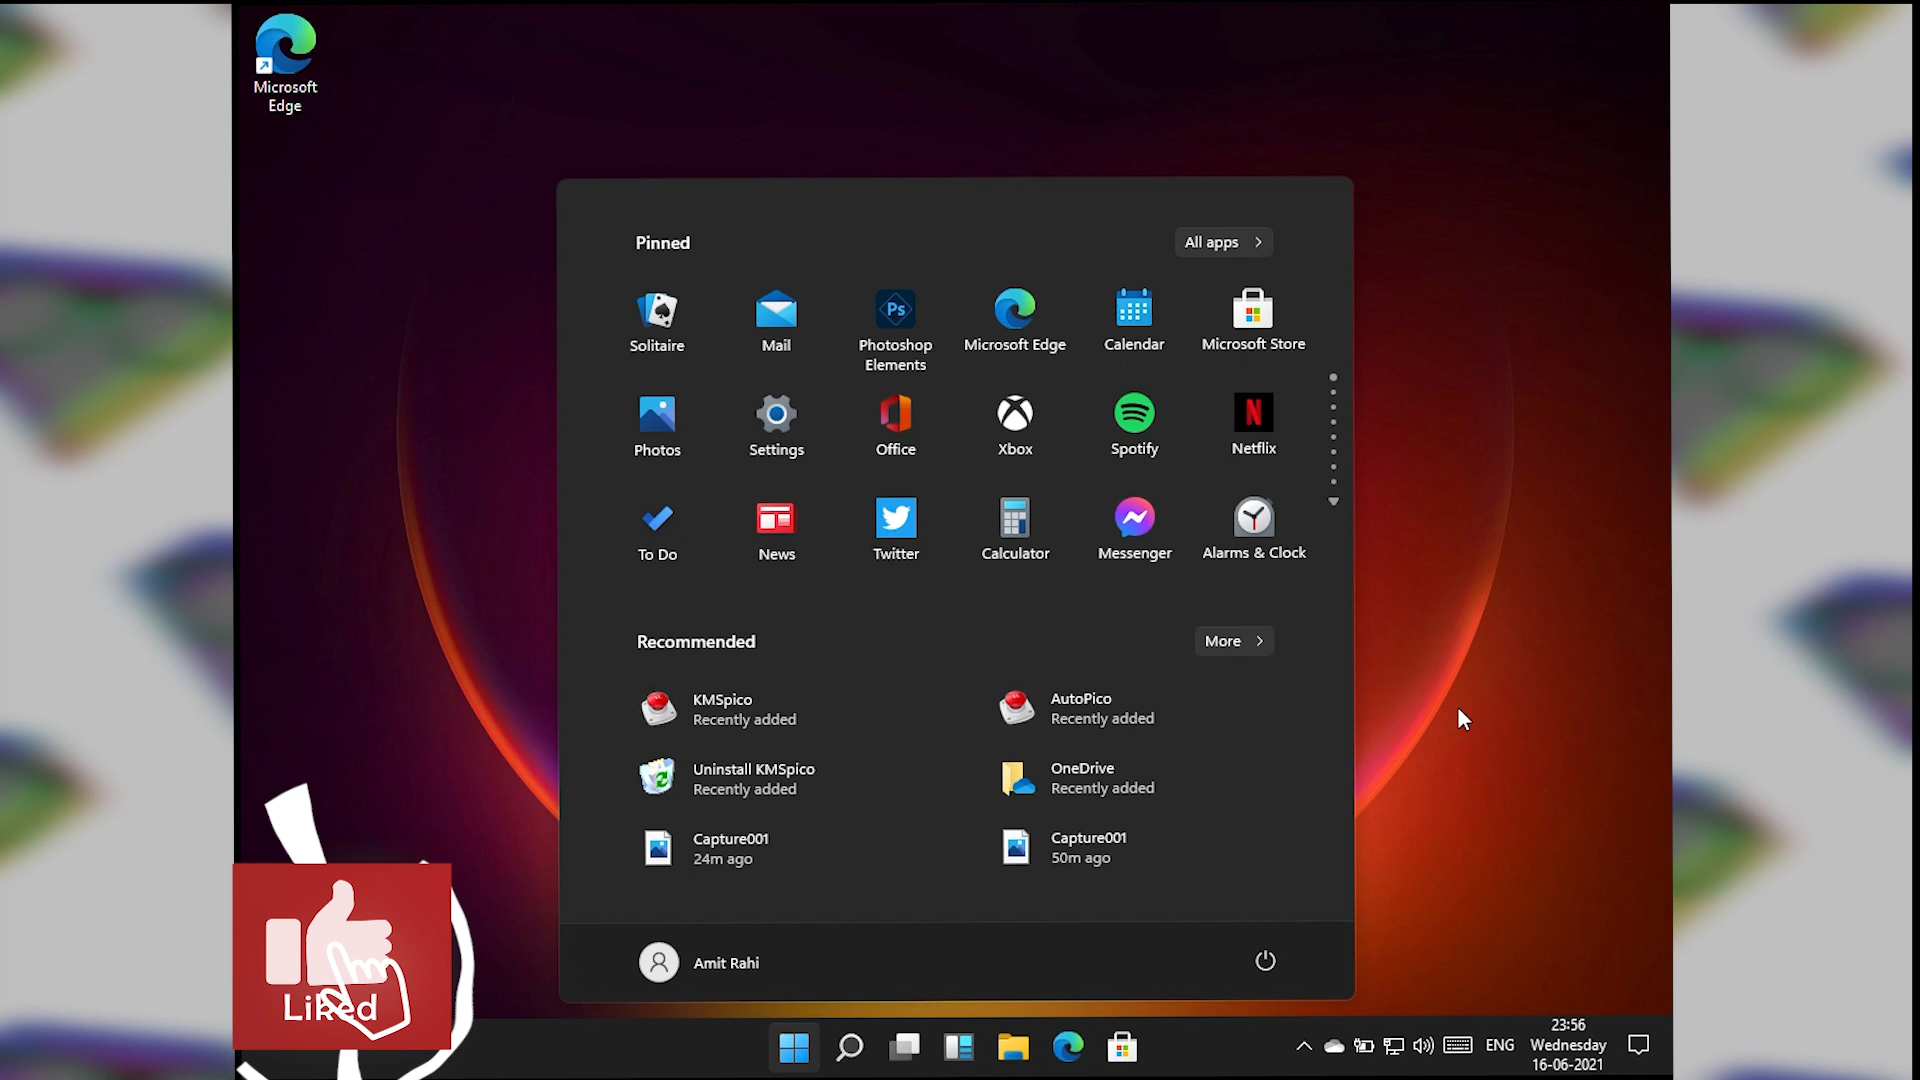 Microsoft
Edge
Pinned
All apps
Solitaire
Mail
Ps
Photoshop
Elements
Microsoft Edge
Calendar
Microsoft Store
Photos
Settings
Office
Xbox
Spotify
N
Netflix
To Do
News
Twitter
Calculator
Messenger
Alarms & Clock
Recommended
More
KMSpico
Recently added
AutoPico
Recently added
Uninstall KMSpico
Recently added
OneDrive
Recently added
Capture001
24m ago
Capture001
50m ago
Amit Rahi
Liked
ENG
23:56
Wednesday
16-06-2021